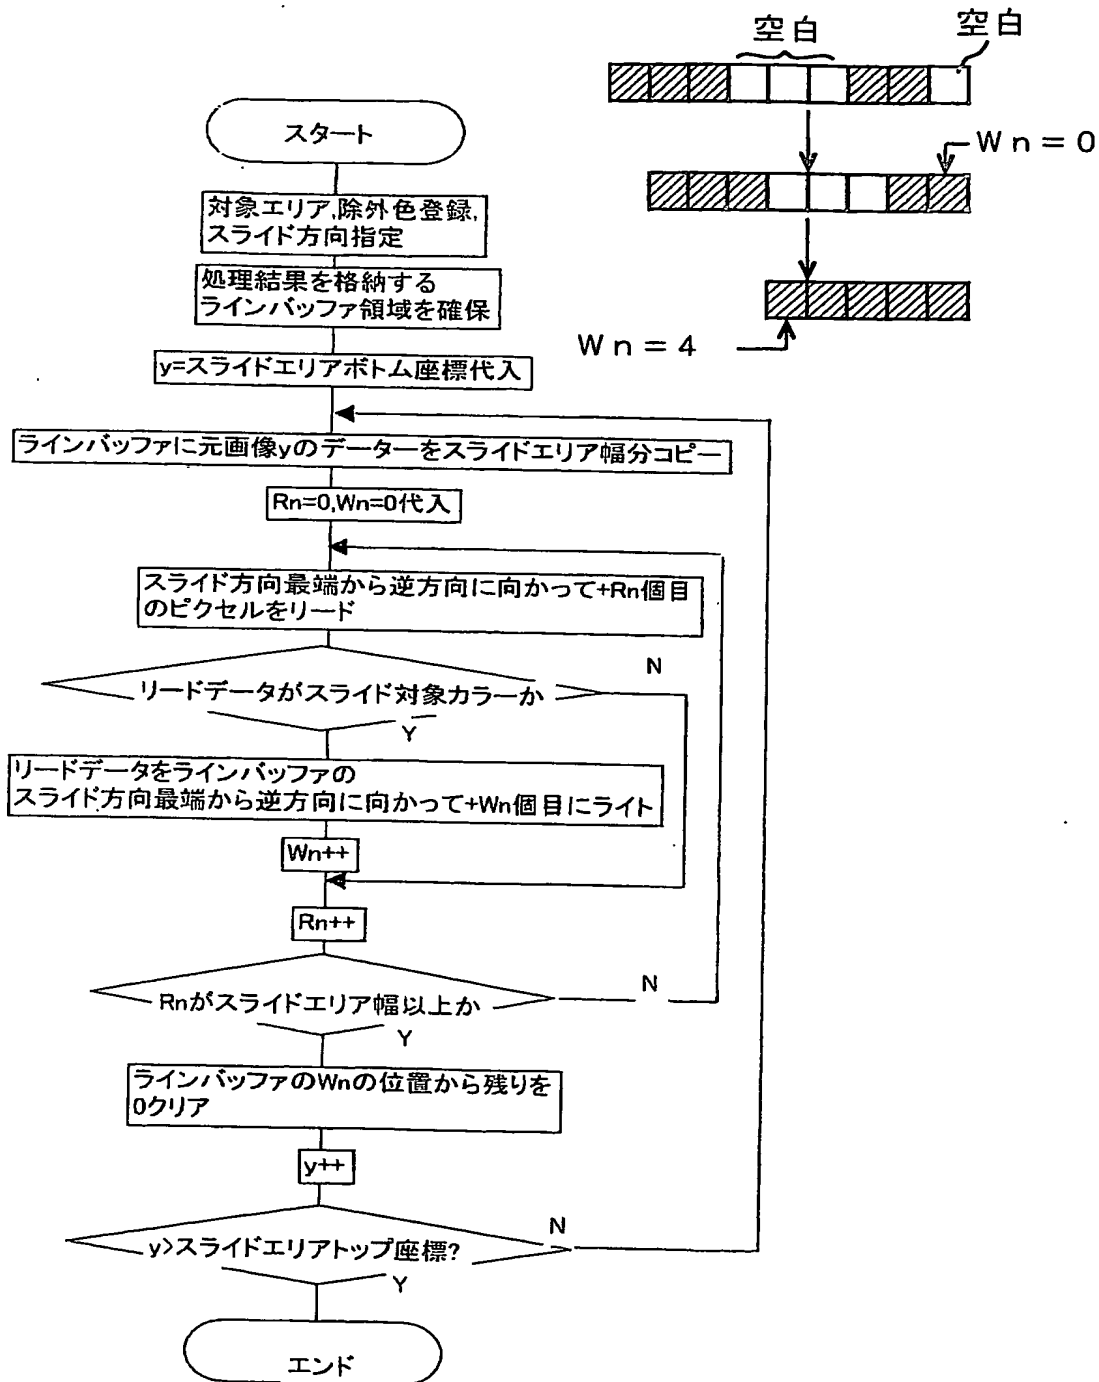 空白
空白
Wn=0
Wn=4
スタート
対象エリア,除外色登録,
スライド方向指定
処理結果を格納する
ラインバッファ領域を確保
y=スライドエリアボトム座標代入
ラインバッファに元画像yのデーターをスライドエリア幅分コピー
Rn=0,Wn=0代入
スライド方向最端から逆方向に向かって+Rn個目
のピクセルをリード
リードデータがスライド対象カラーか
N
Y
リードデータをラインバッファの
スライド方向最端から逆方向に向かって+Wn個目にライト
Wn++
Rn++
Rnがスライドエリア幅以上か
N
Y
ラインバッファのWnの位置から残りを
0クリア
y++
y>スライドエリアトップ座標?
N
Y
エンド